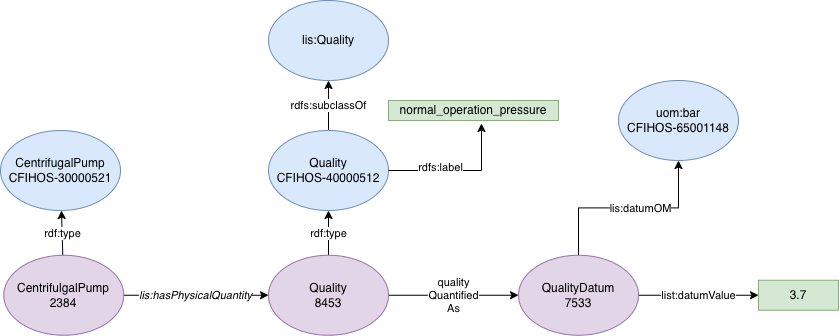 lis:Quality
rdfs:subclassOf
normal_operation_pressure
uom:bar
CFIHOS-65001148
CentrifugalPump
CFIHOS-30000521
Quality
CFIHOS-40000512
rdfs:label
lis:datumOM
rdf:type
rdf:type
CentrifulgalPump
2384
lis:hasPhysicalQuantity
Quality
8453
quality
Quantified
As
QualityDatum
7533
list:datumValue
3.7